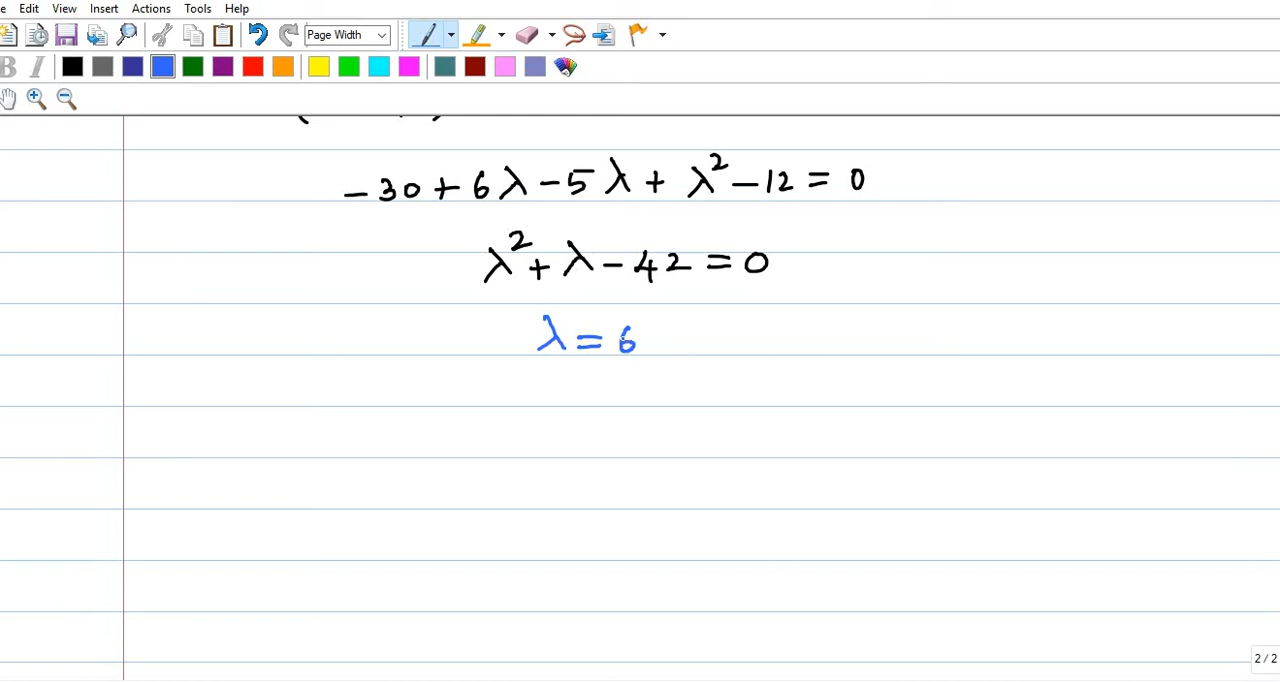 Edit View Insert Actions Tools Help
Page Width
B I
-30+6λ-5λ+λ²-12=0
λ²+λ-42=0
λ=6
2/2